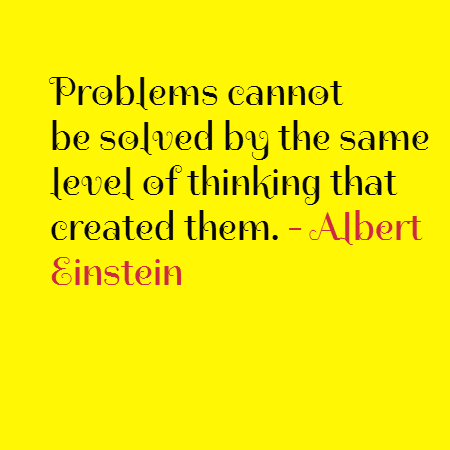 Problems cannot
be solved by the same
level of thinking that
created them. - Albert
Einstein